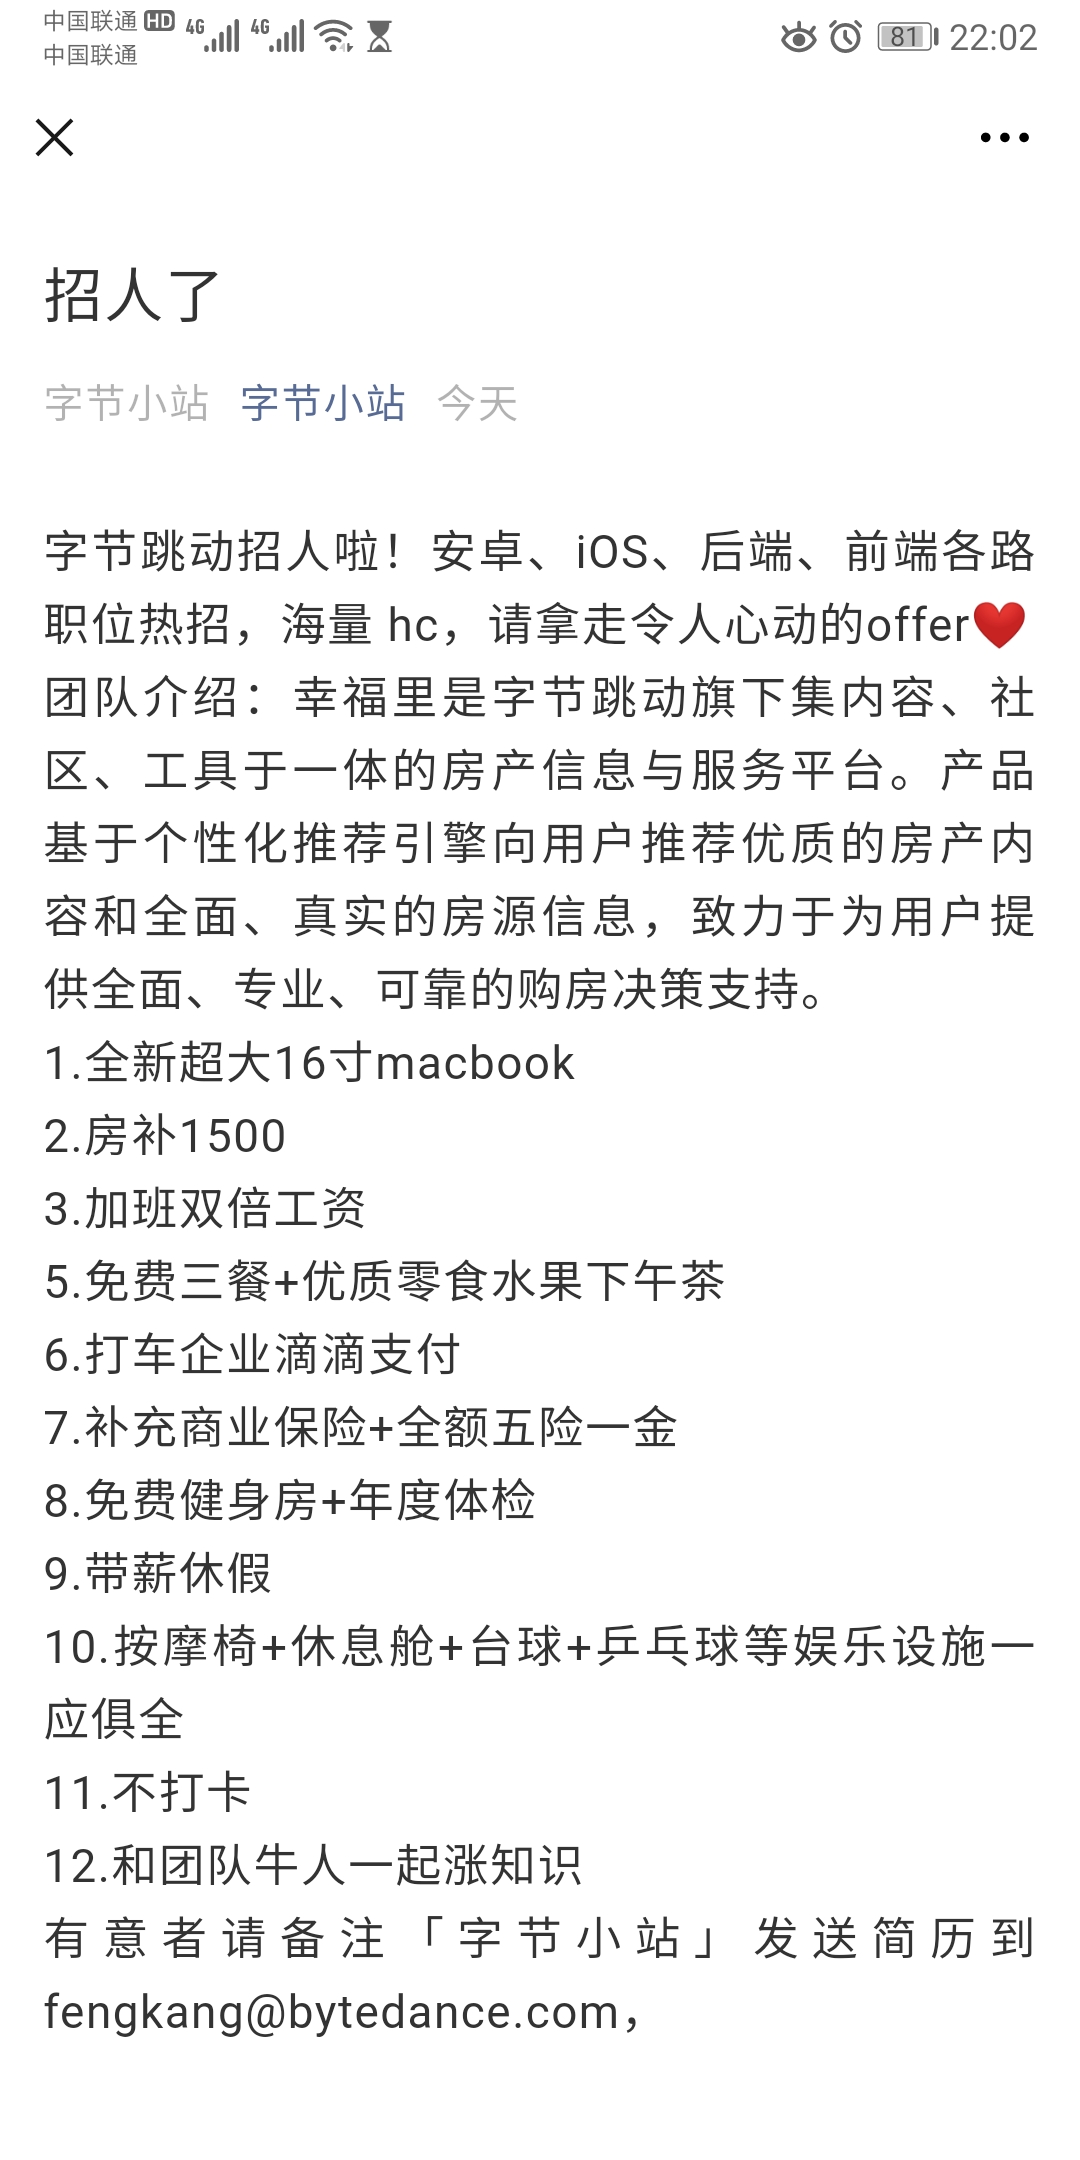 中国联通 HD 4G 4G 81 22:02
中国联通
招人了
字节小站 字节小站 今天
字节跳动招人啦！安卓、iOS、后端、前端各路
职位热招，海量 hc，请拿走令人心动的offer❤️
团队介绍：幸福里是字节跳动旗下集内容、社
区、工具于一体的房产信息与服务平台。产品
基于个性化推荐引擎向用户推荐优质的房产内
容和全面、真实的房源信息，致力于为用户提
供全面、专业、可靠的购房决策支持。
1.全新超大16寸macbook
2.房补1500
3.加班双倍工资
5.免费三餐+优质零食水果下午茶
6.打车企业滴滴支付
7.补充商业保险+全额五险一金
8.免费健身房+年度体检
9.带薪休假
10.按摩椅+休息舱+台球+乒乓球等娱乐设施一
应俱全
11.不打卡
12.和团队牛人一起涨知识
有意者请备注「字节小站」发送简历到
fengkang@bytedance.com，